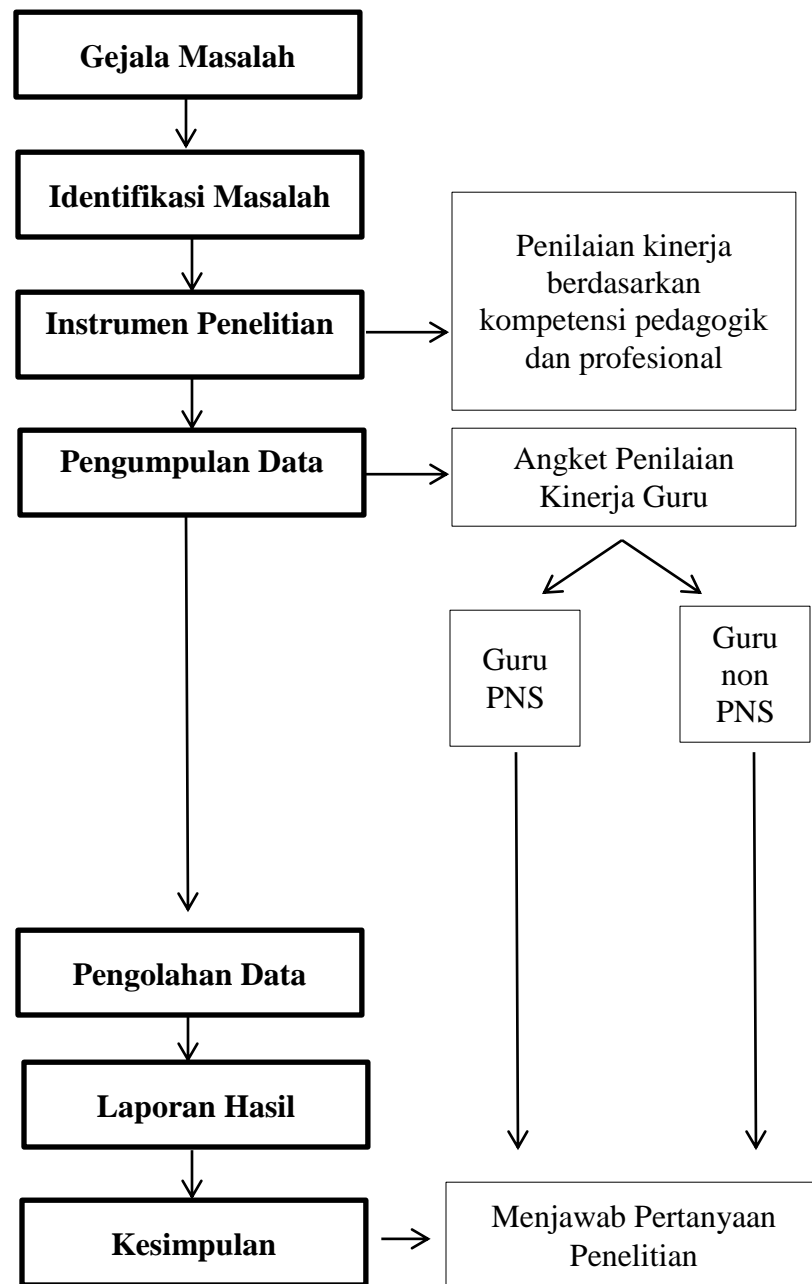 Gejala Masalah
Identifikasi Masalah
Instrumen Penelitian
Penilaian kinerja
berdasarkan
kompetensi pedagogik
dan profesional
Pengumpulan Data
Angket Penilaian
Kinerja Guru
Guru
PNS
Guru
non
PNS
Pengolahan Data
Laporan Hasil
Kesimpulan
Menjawab Pertanyaan
Penelitian